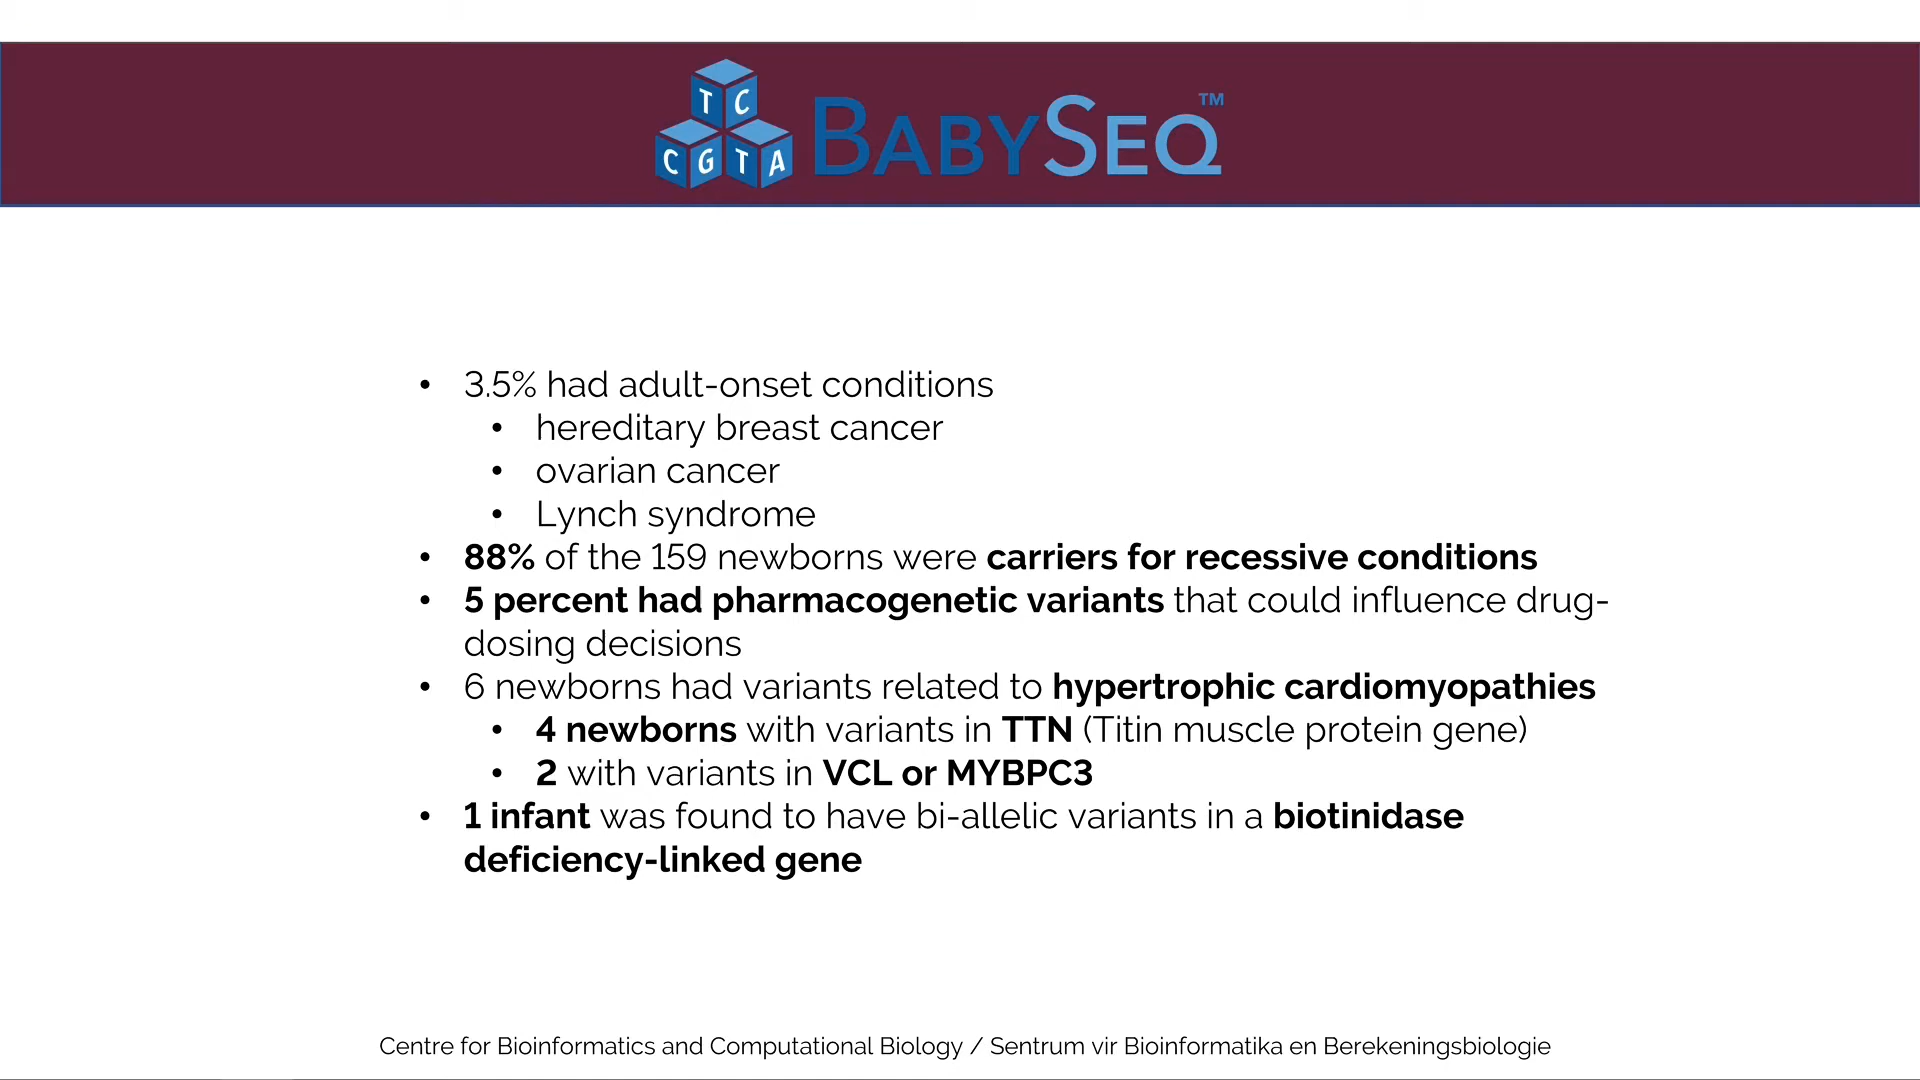 T C
C G T A
BABYSEQ™
• 3.5% had adult-onset conditions
• hereditary breast cancer
• ovarian cancer
• Lynch syndrome
• 88% of the 159 newborns were carriers for recessive conditions
• 5 percent had pharmacogenetic variants that could influence drug-
dosing decisions
• 6 newborns had variants related to hypertrophic cardiomyopathies
• 4 newborns with variants in TTN (Titin muscle protein gene)
• 2 with variants in VCL or MYBPC3
• 1 infant was found to have bi-allelic variants in a biotinidase
deficiency-linked gene
Centre for Bioinformatics and Computational Biology / Sentrum vir Bioinformatika en Berekeningsbiologie